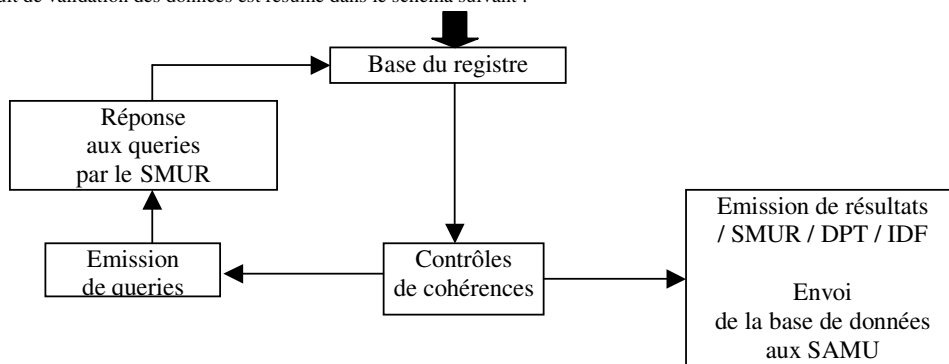 de validation des données est résumé dans le schéma suivant :
Base du registre
Réponse
aux queries
par le SMUR
Emission de résultats
/ SMUR / DPT / IDF
Emission
de queries
Contrôles
de cohérences
Envoi
de la base de données
aux SAMU